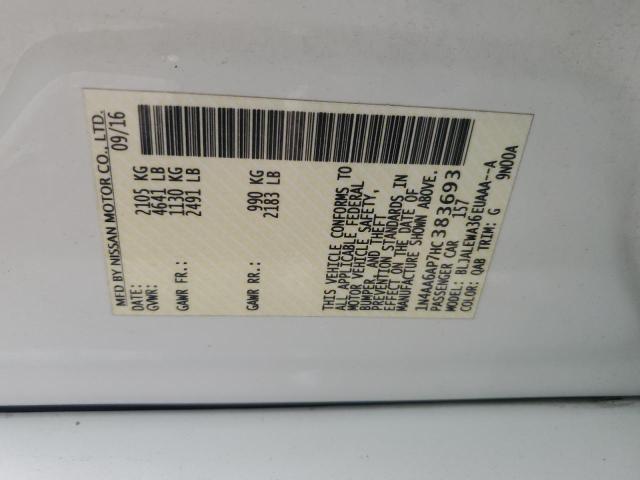 MFD BY NISSAN MOTOR CO., LTD.
DATE: 09/16
GVWR: 2105 KG
4641 LB
GAWR FR: 1130 KG
2491 LB
GAWR RR: 990 KG
2183 LB
THIS VEHICLE CONFORMS TO
ALL APPLICABLE FEDERAL
MOTOR VEHICLE SAFETY,
BUMPER, AND THEFT
PREVENTION STANDARDS IN
EFFECT ON THE DATE OF
MANUFACTURE SHOWN ABOVE.
1N4AA6AP7HC383693
PASSENGER CAR 157
MODEL: BLJALEWA36EUAAA--A
COLOR: QAB TRIM: G 9N00A